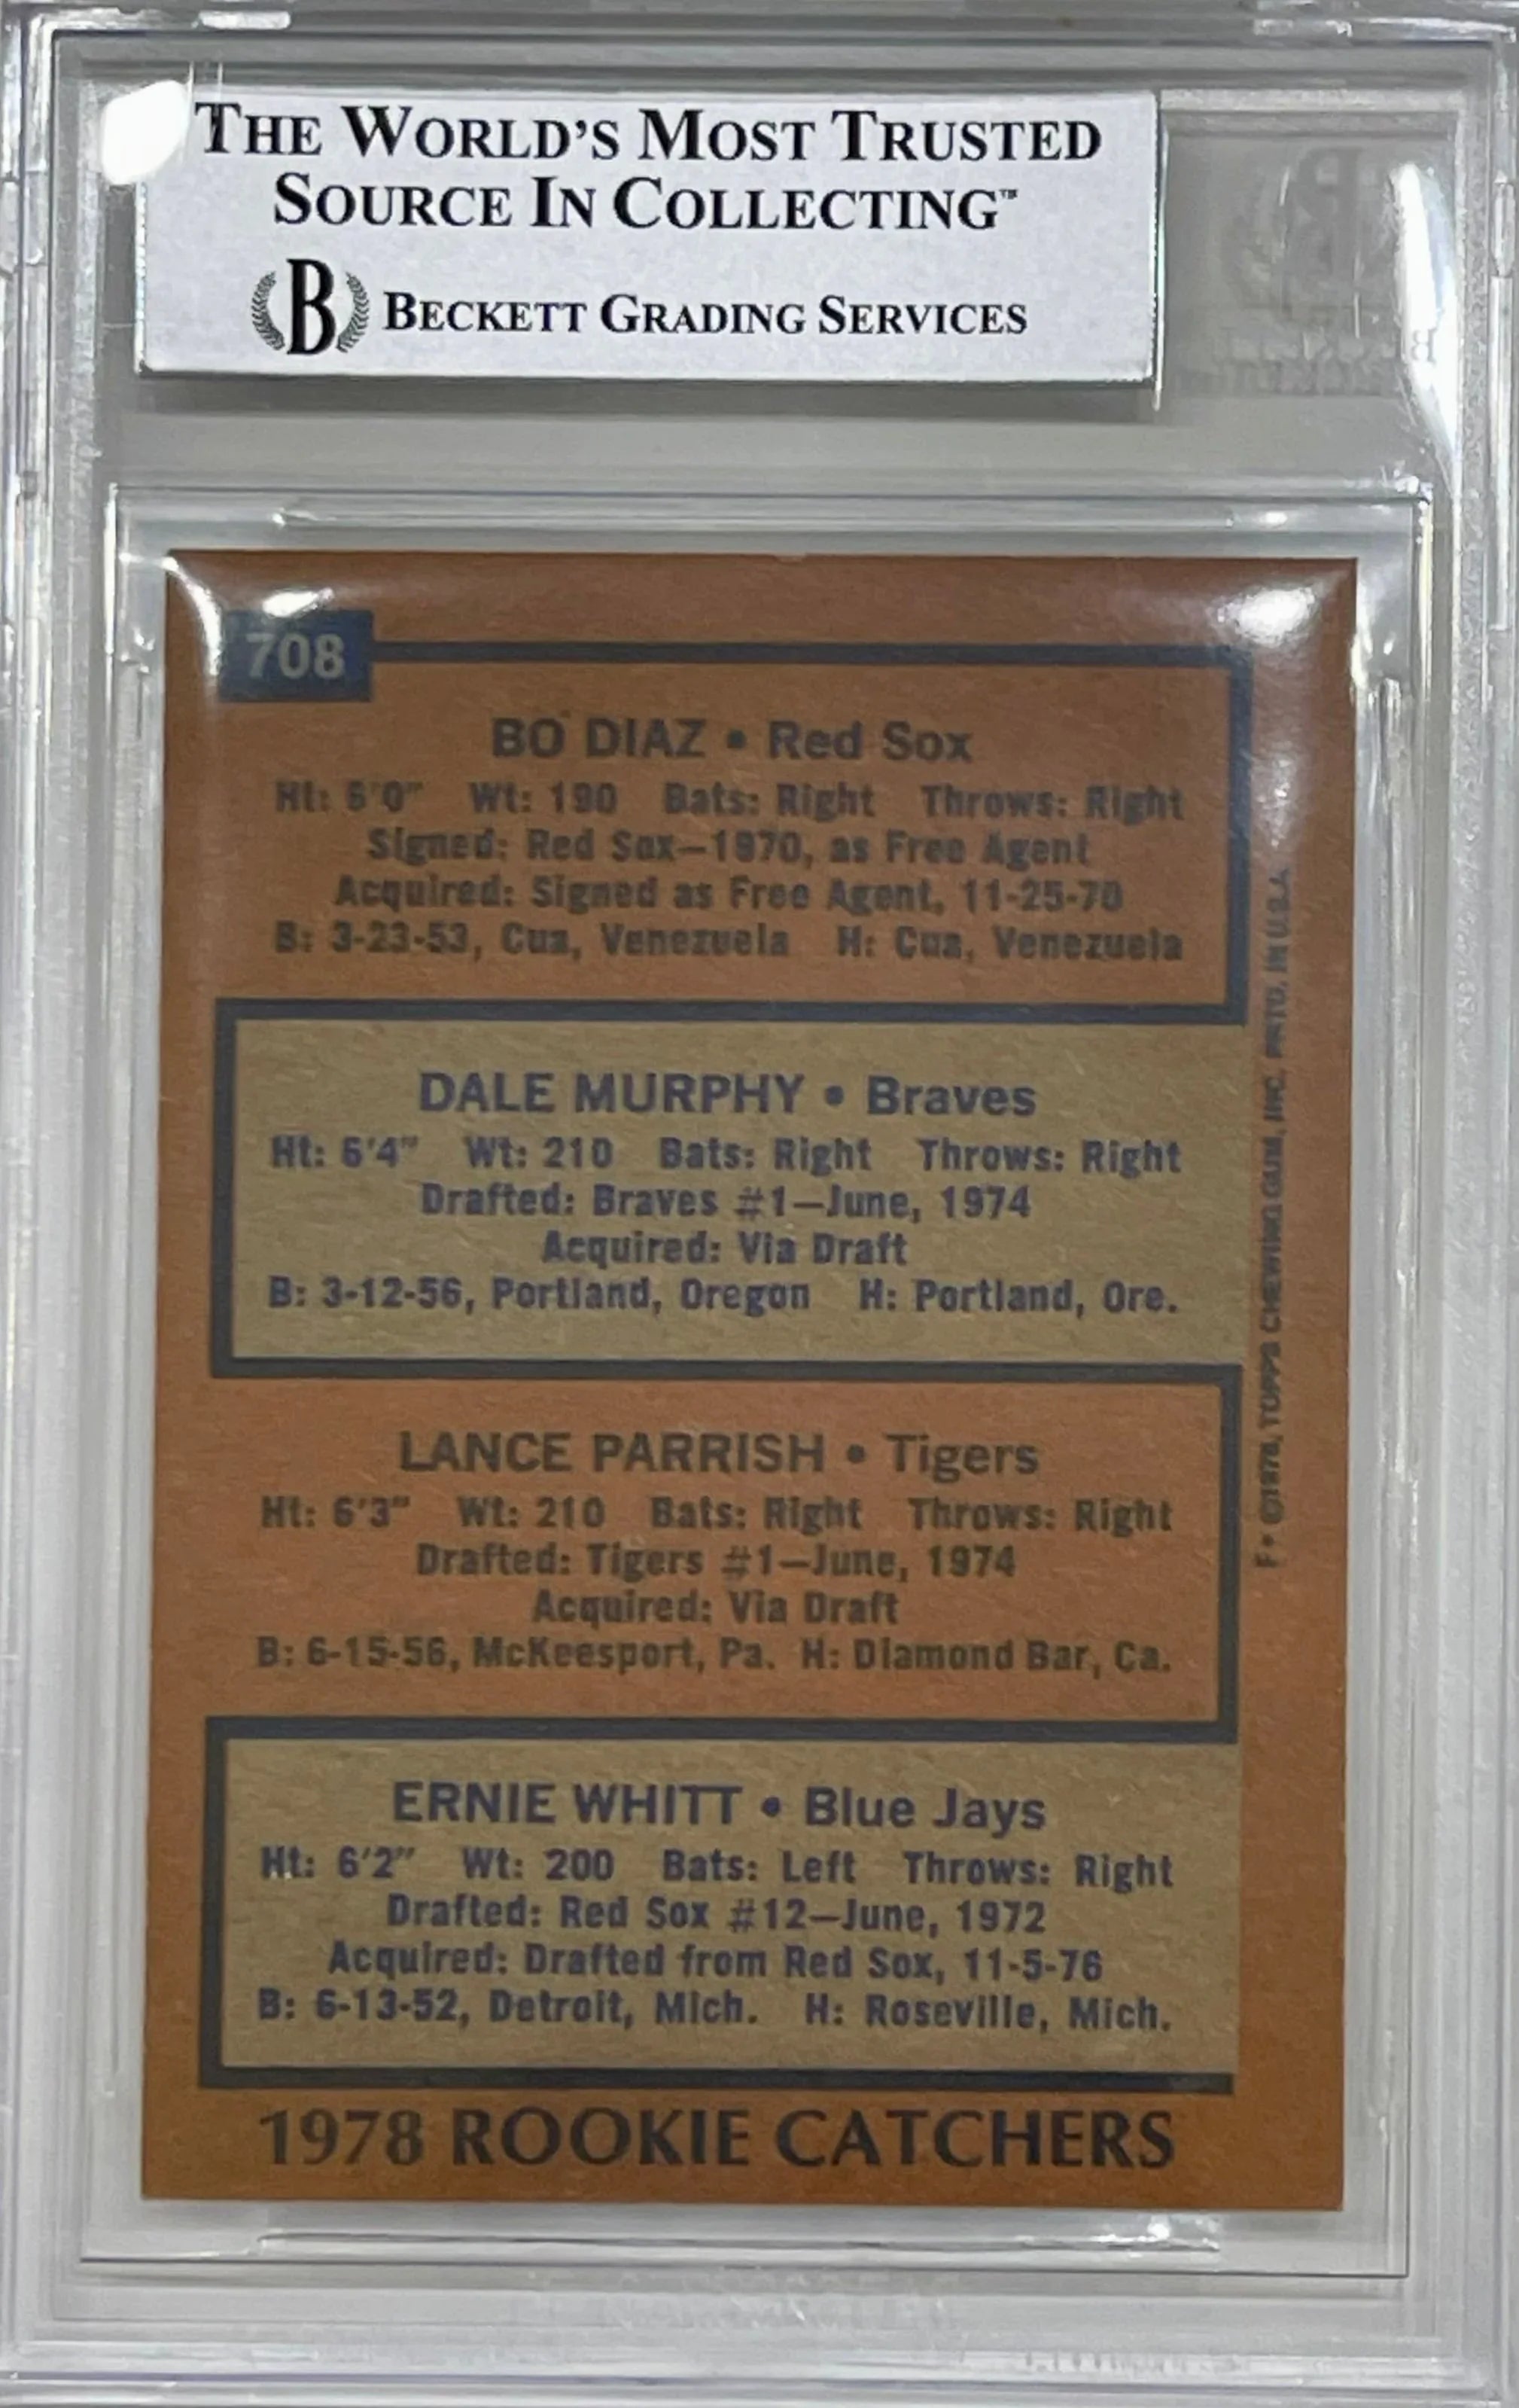 THE WORLD'S MOST TRUSTED
SOURCE IN COLLECTING™
B BECKETT GRADING SERVICES
708
BO DIAZ • Red Sox
Ht: 6'0" Wt: 190 Bats: Right Throws: Right
Signed: Red Sox—1970, as Free Agent
Acquired: Signed as Free Agent, 11-25-70
B: 3-23-53, Cua, Venezuela H: Cua, Venezuela
DALE MURPHY • Braves
Ht: 6'4" Wt: 210 Bats: Right Throws: Right
Drafted: Braves #1—June, 1974
Acquired: Via Draft
B: 3-12-56, Portland, Oregon H: Portland, Ore.
LANCE PARRISH • Tigers
Ht: 6'3" Wt: 210 Bats: Right Throws: Right
Drafted: Tigers #1—June, 1974
Acquired: Via Draft
B: 6-15-56, McKeesport, Pa. H: Diamond Bar, Ca.
ERNIE WHITT • Blue Jays
Ht: 6'2" Wt: 200 Bats: Left Throws: Right
Drafted: Red Sox #12—June, 1972
Acquired: Drafted from Red Sox, 11-5-76
B: 6-13-52, Detroit, Mich. H: Roseville, Mich.
1978 ROOKIE CATCHERS
F • ©1978, TOPPS CHEWING GUM, INC. PRTD. IN U.S.A.